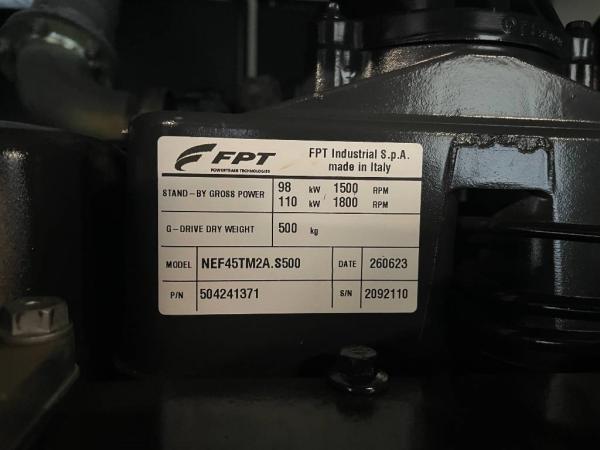 FPT
POWERTRAIN TECHNOLOGIES
FPT Industrial S.p.A.
made in Italy
STAND-BY GROSS POWER 98 kW / 1500 RPM
110 kW / 1800 RPM
G-DRIVE DRY WEIGHT 500 kg
MODEL NEF45TM2A.S500 DATE 260623
P/N 504241371 S/N 2092110